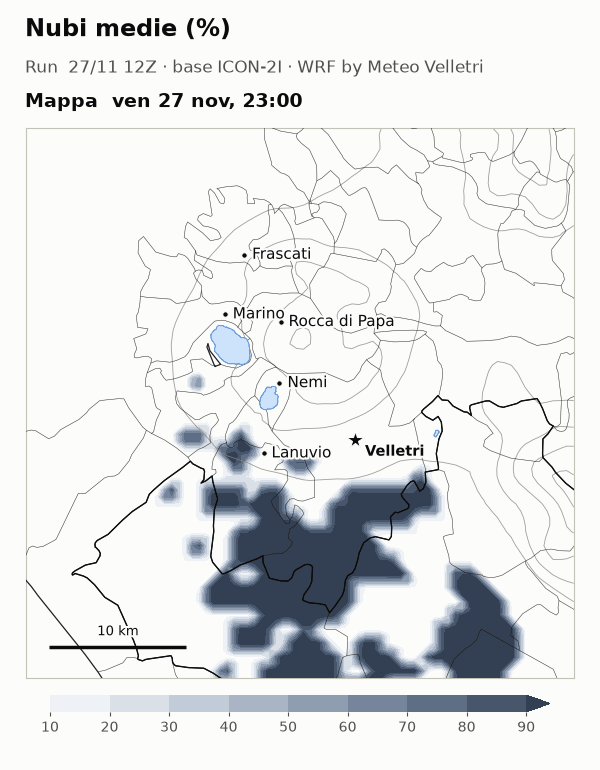 Nubi medie (%)
Run  27/11 12Z · base ICON-2I · WRF by Meteo Velletri
Mappa  ven 27 nov, 23:00
Frascati
Marino
Rocca di Papa
Nemi
Velletri
Lanuvio
10 km
10 20 30 40 50 60 70 80 90